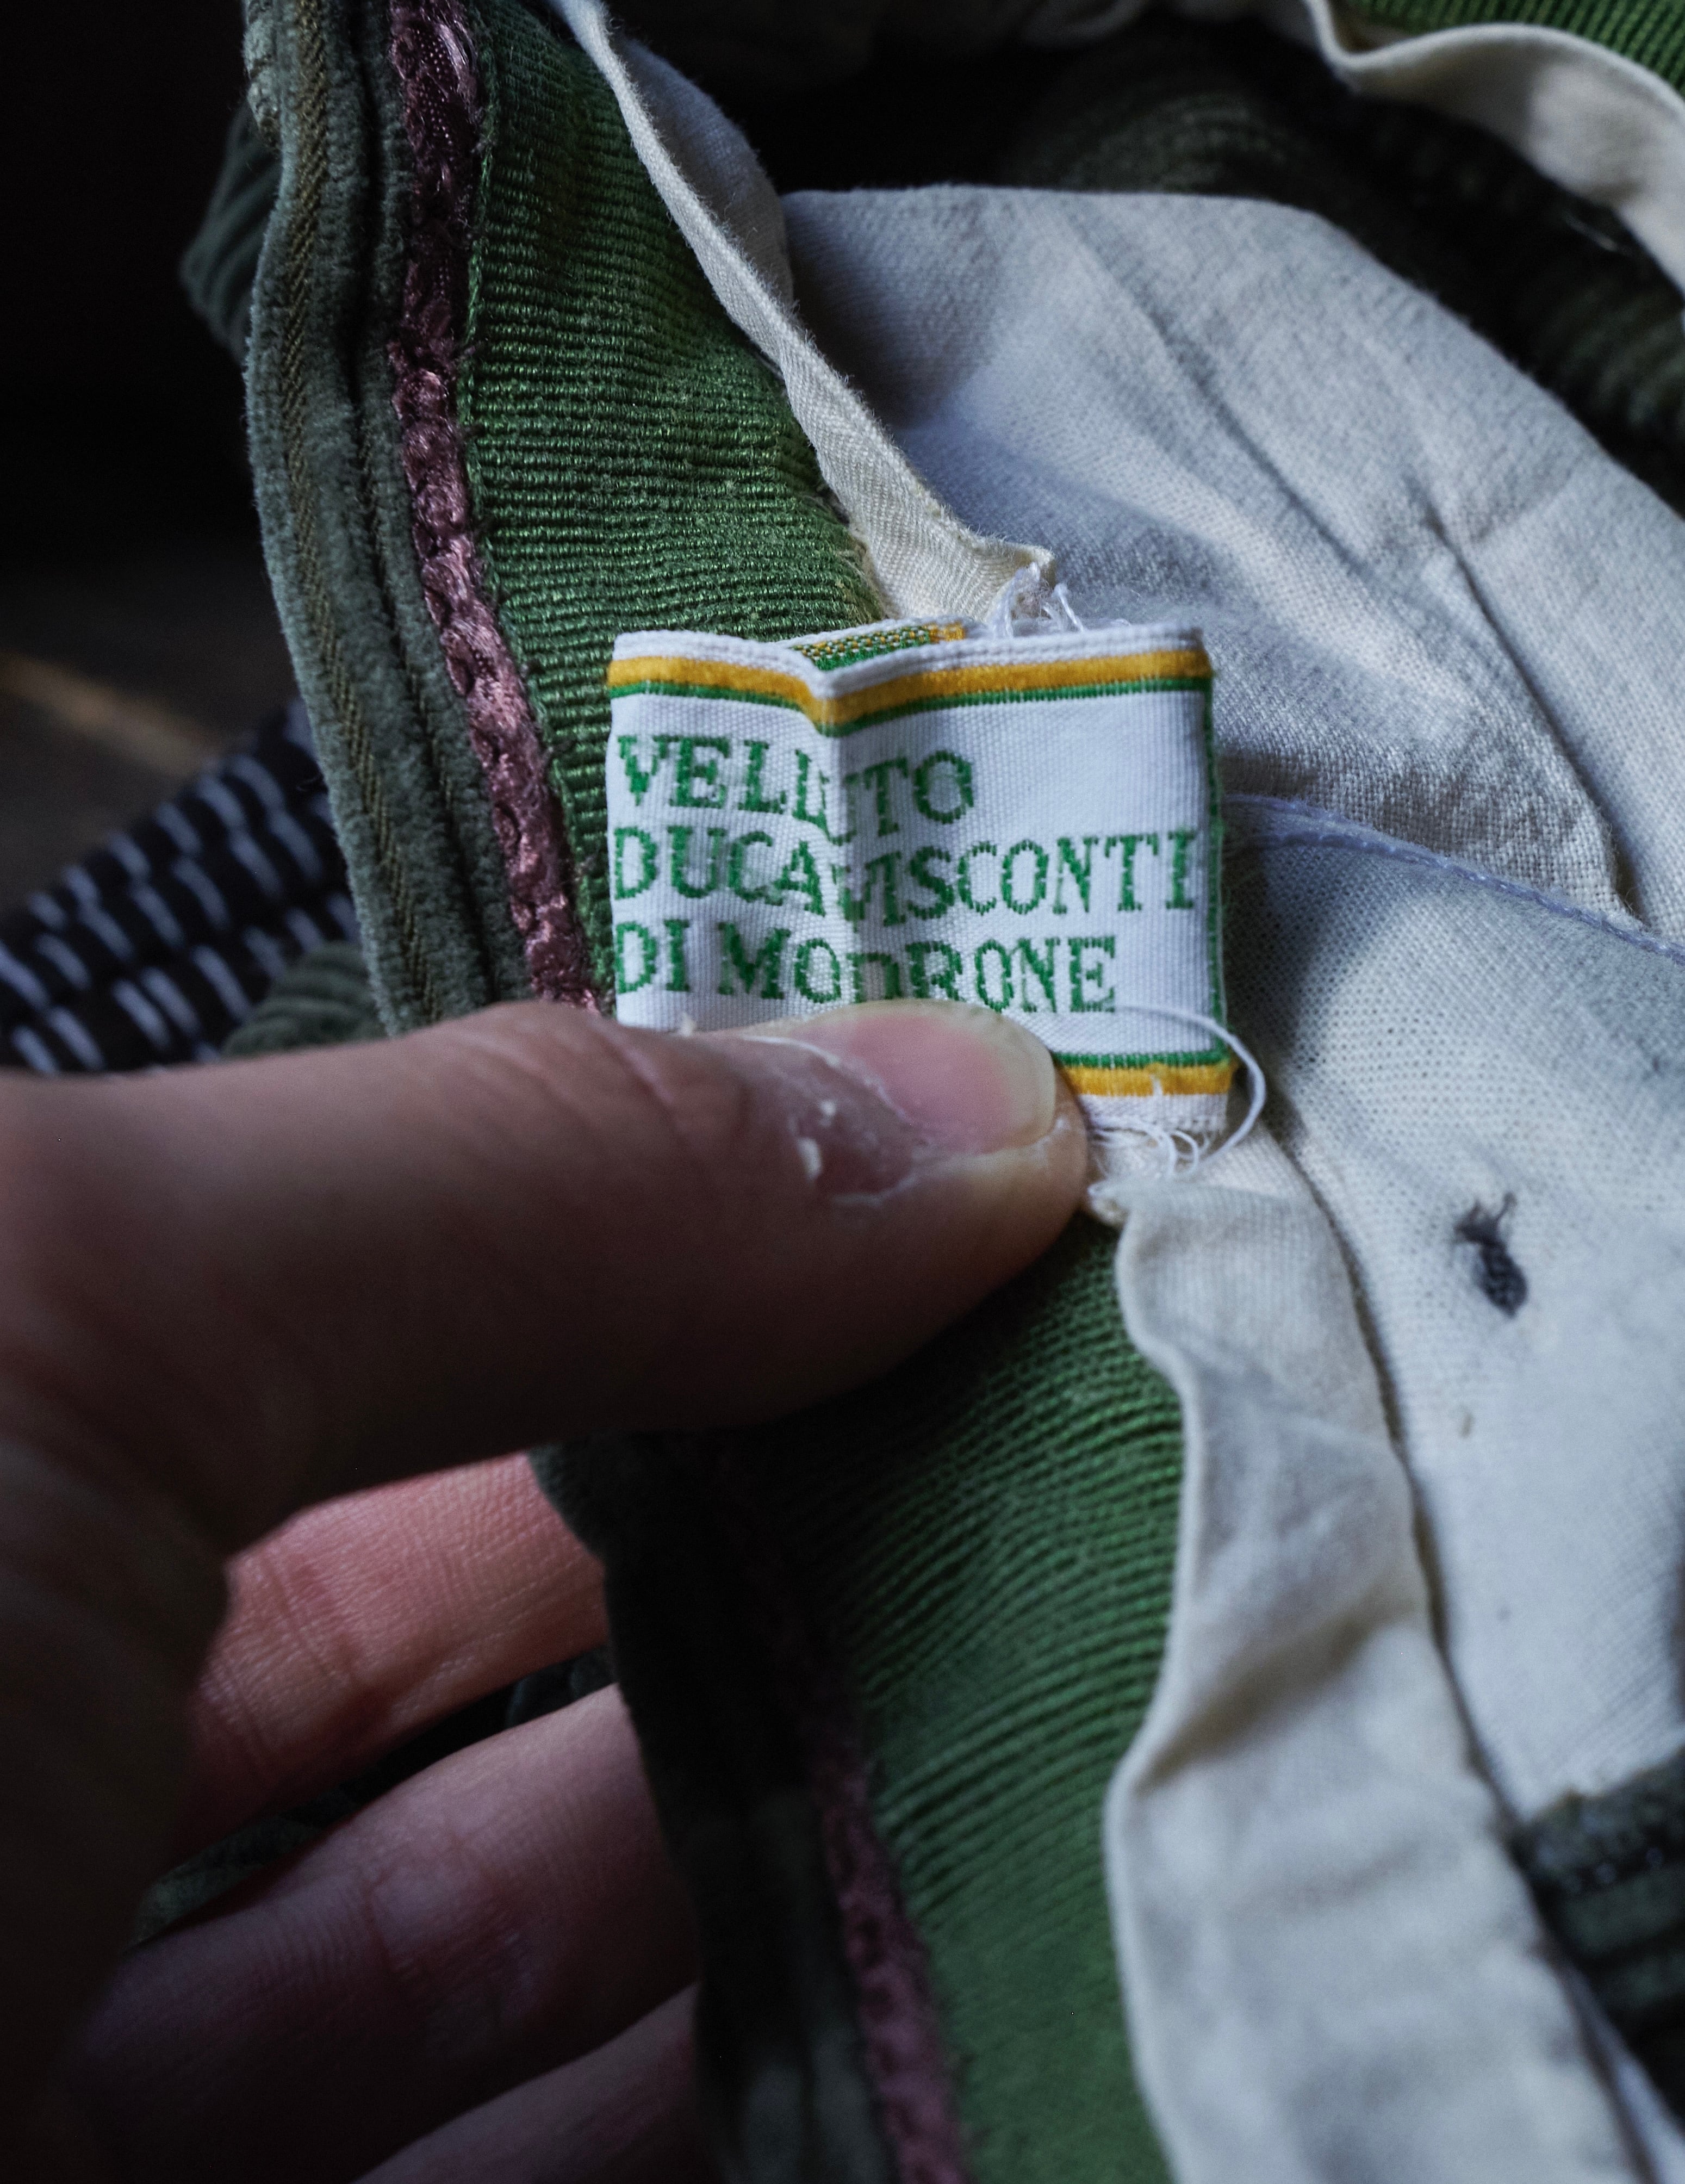 VELLUTO
DUCA VISCONTI
DI MODRONE